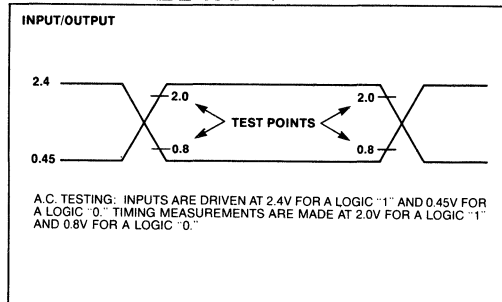 INPUT/OUTPUT
2.4
2.0
2.0
TEST POINTS
0.8
0.8
0.45
A.C. TESTING: INPUTS ARE DRIVEN AT 2.4V FOR A LOGIC "1" AND 0.45V FOR
A LOGIC "0." TIMING MEASUREMENTS ARE MADE AT 2.0V FOR A LOGIC "1"
AND 0.8V FOR A LOGIC "0."